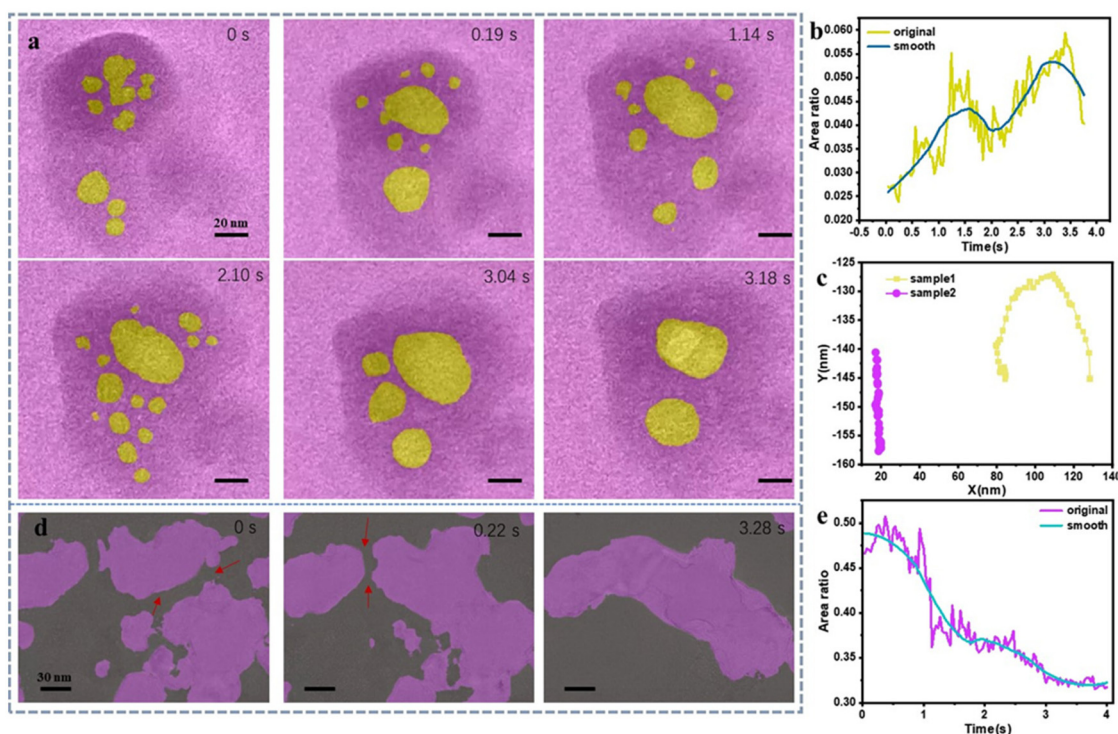 a
0 s
0.19 s
1.14 s
20 nm
2.10 s
3.04 s
3.18 s
d
0 s
0.22 s
3.28 s
30 nm
b
original
smooth
Area ratio
0.060
0.055
0.050
0.045
0.040
0.035
0.030
0.025
0.020
-0.5 0.0 0.5 1.0 1.5 2.0 2.5 3.0 3.5 4.0
Time(s)
c
sample1
sample2
Y(nm)
-125
-130
-135
-140
-145
-150
-155
-160
0 20 40 60 80 100 120 140
X(nm)
e
original
smooth
Area ratio
0.50
0.45
0.40
0.35
0.30
0 1 2 3 4
Time(s)